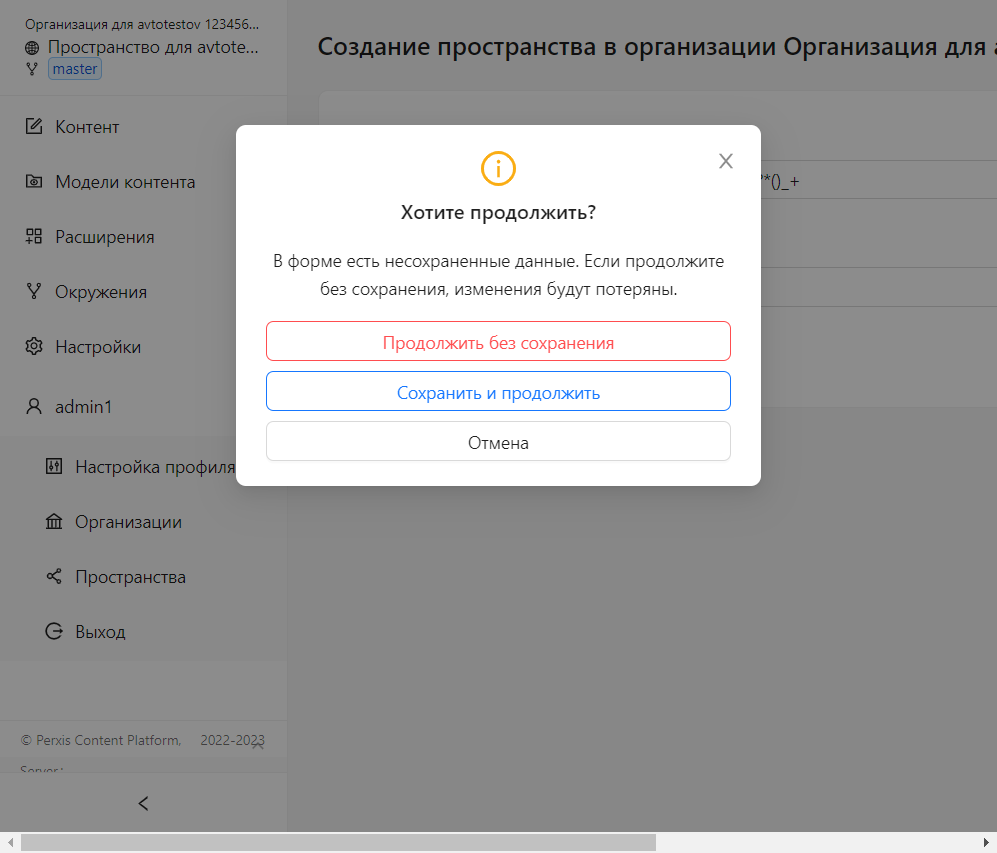 Организация для avtotestov 123456...
Пространство для avtote...
master
Контент
Модели контента
Расширения
Окружения
Настройки
admin1
Настройка профиля
Организации
Пространства
Выход
© Perxis Content Platform, 2022-2023
Server:
Создание пространства в организации Организация для
*()_+
Хотите продолжить?
В форме есть несохраненные данные. Если продолжите
без сохранения, изменения будут потеряны.
Продолжить без сохранения
Сохранить и продолжить
Отмена